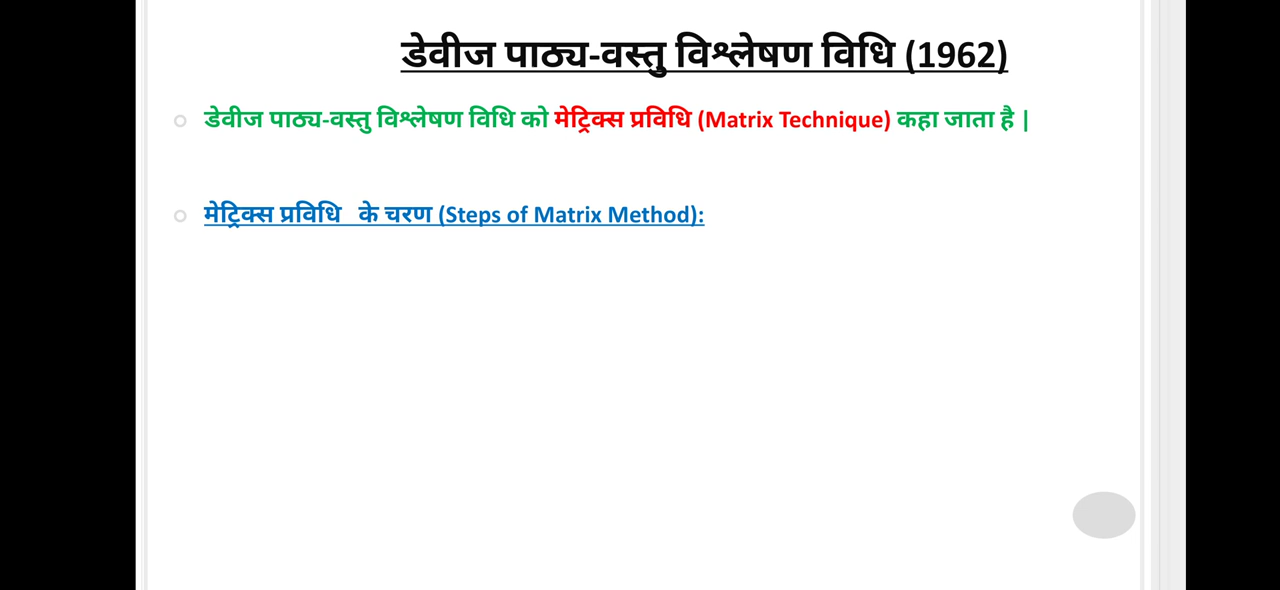 डेवीज पाठ्य-वस्तु विश्लेषण विधि (1962)
डेवीज पाठ्य-वस्तु विश्लेषण विधि को मेट्रिक्स प्रविधि (Matrix Technique) कहा जाता है |
मेट्रिक्स प्रविधि के चरण (Steps of Matrix Method):